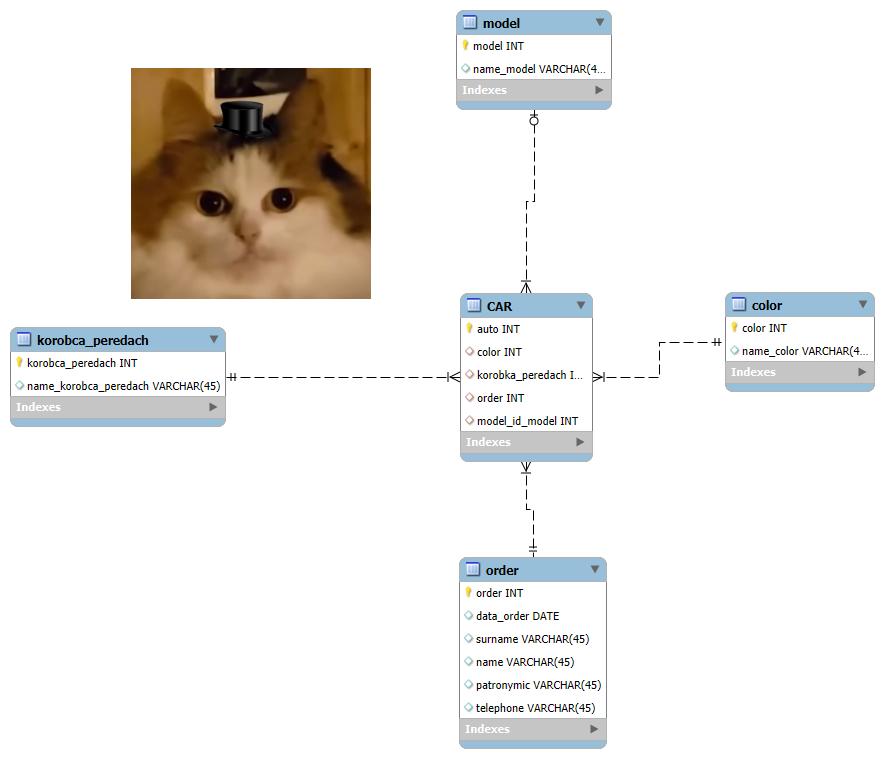 model
model INT
name_model VARCHAR(4...
Indexes
korobca_peredach
korobca_peredach INT
name_korobca_peredach VARCHAR(45)
Indexes
CAR
auto INT
color INT
korobka_peredach I...
order INT
model_id_model INT
Indexes
color
color INT
name_color VARCHAR(4...
Indexes
order
order INT
data_order DATE
surname VARCHAR(45)
name VARCHAR(45)
patronymic VARCHAR(45)
telephone VARCHAR(45)
Indexes